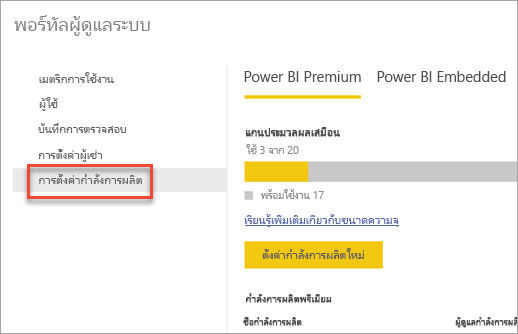 พอร์ทัลผู้ดูแลระบบ
เมตริกการใช้งาน
ผู้ใช้
บันทึกการตรวจสอบ
การตั้งค่าผู้เช่า
การตั้งค่ากำลังการผลิต
Power BI Premium Power BI Embedded
แกนประมวลผลเสมือน
ใช้ 3 จาก 20
พร้อมใช้งาน 17
เรียนรู้เพิ่มเติมเกี่ยวกับขนาดความจุ
ตั้งค่ากำลังการผลิตใหม่
กำลังการผลิตพรีเมียม
ชื่อกำลังการผลิต ผู้ดูแลกำลังการผลิต